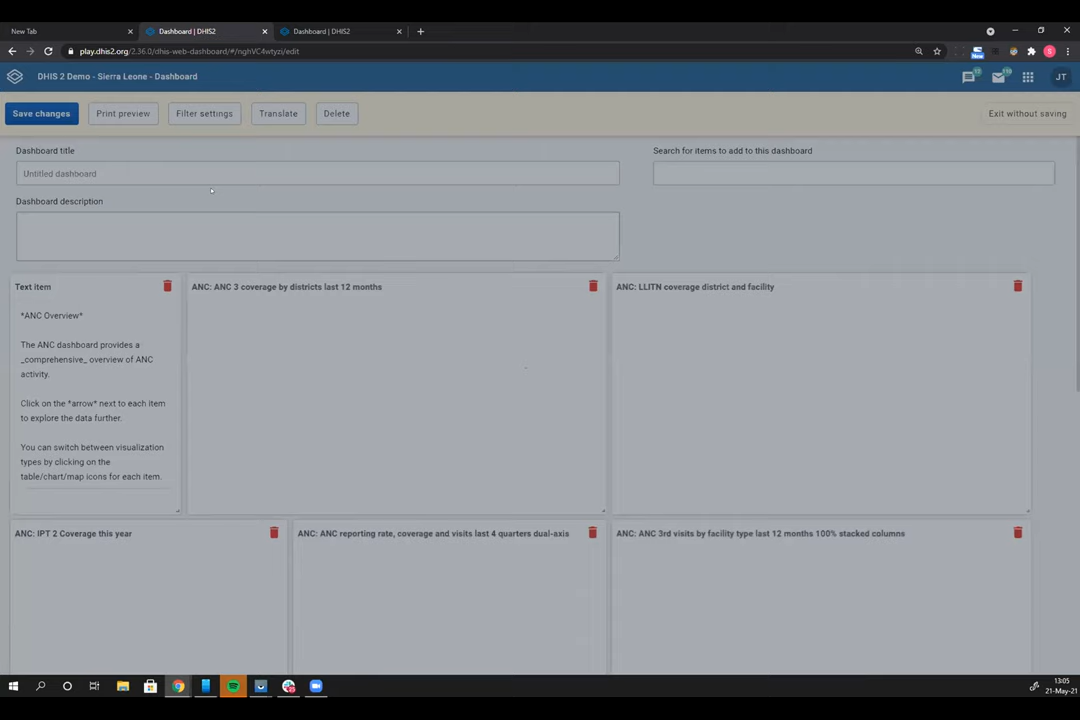 New Tab
Dashboard | DHIS2
Dashboard | DHIS2
play.dhis2.org/2.36.0/dhis-web-dashboard/#/nghVC4wtyzi/edit
New
S
DHIS 2 Demo - Sierra Leone - Dashboard
JT
Save changes
Print preview
Filter settings
Translate
Delete
Exit without saving
Dashboard title
Search for items to add to this dashboard
Untitled dashboard
Dashboard description
Text item
ANC: ANC 3 coverage by districts last 12 months
ANC: LLITN coverage district and facility
*ANC Overview*
The ANC dashboard provides a
_comprehensive_ overview of ANC
activity.
Click on the *arrow* next to each item
to explore the data further.
You can switch between visualization
types by clicking on the
table/chart/map icons for each item.
ANC: IPT 2 Coverage this year
ANC: ANC reporting rate, coverage and visits last 4 quarters dual-axis
ANC: ANC 3rd visits by facility type last 12 months 100% stacked columns
13:05
21-May-21